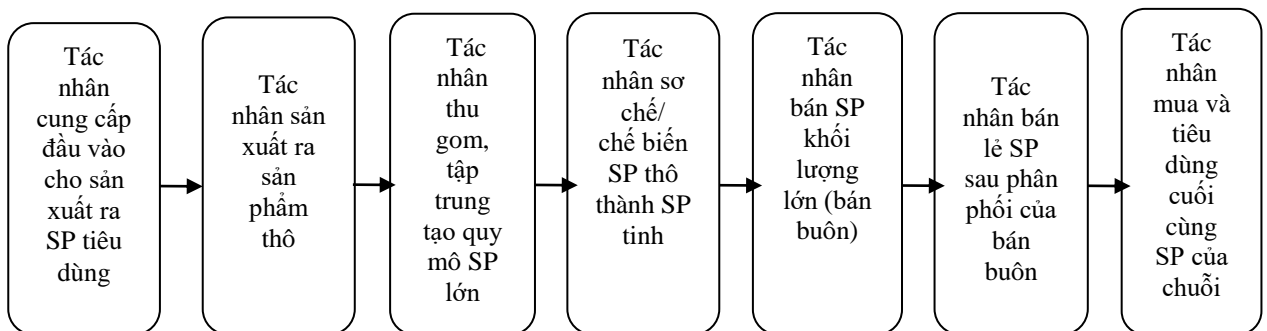 Tác
nhân
cung cấp
đầu vào
cho sản
xuất ra
SP tiêu
dùng
Tác
nhân sản
xuất ra
sản
phẩm
thô
Tác
nhân
thu
gom,
tập
trung
tạo quy
mô SP
lớn
Tác
nhân sơ
chế/
chế biến
SP thô
thành SP
tinh
Tác
nhân
bán SP
khối
lượng
lớn (bán
buôn)
Tác
nhân bán
lẻ SP
sau phân
phối của
bán
buôn
Tác
nhân
mua và
tiêu
dùng
cuối
cùng
SP của
chuỗi